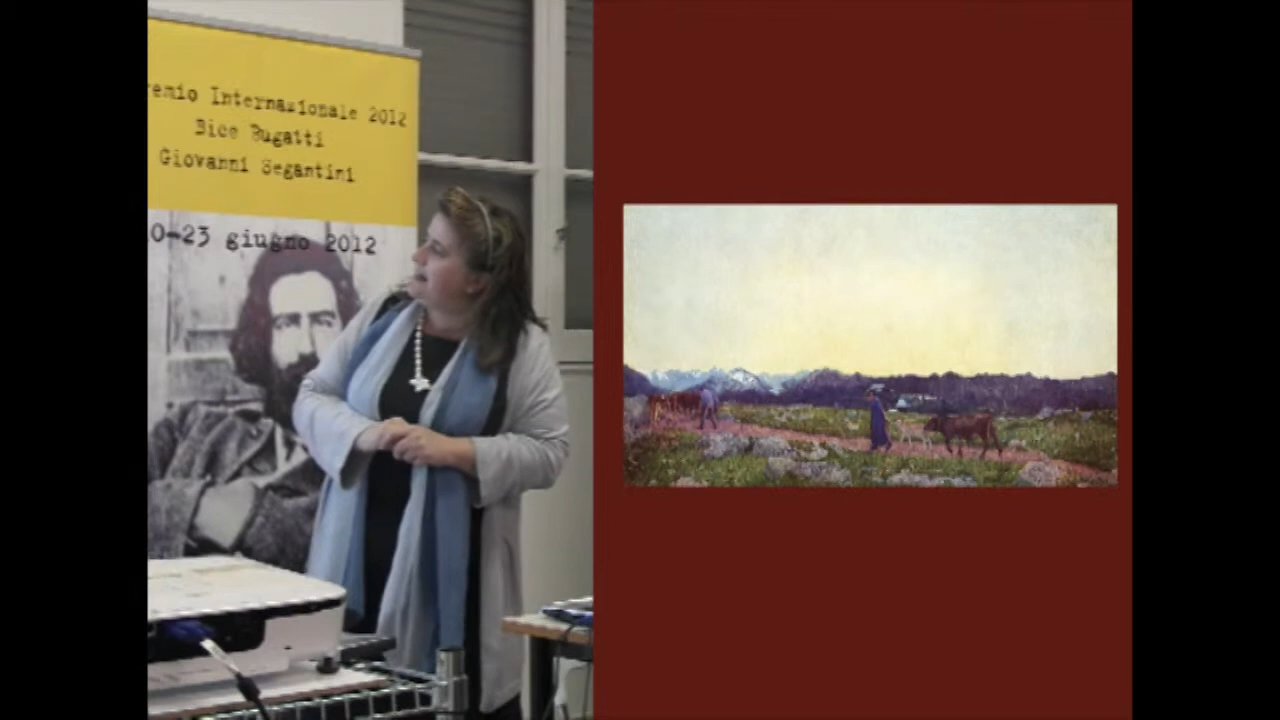 remio Internazionale 2012
Bice Bugatti
Giovanni Segantini
0-23 giugno 2012